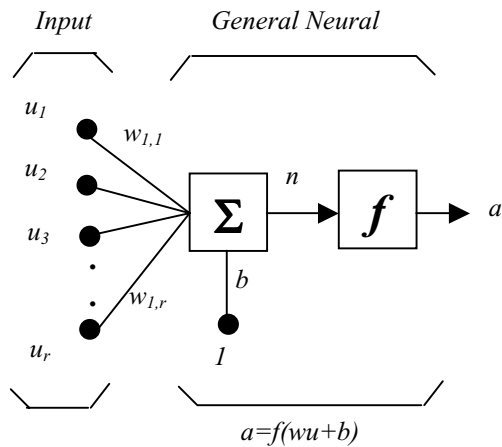 Input General Neural
u1
w1,1
u2
n
Σ
f
a
u3
b
w1,r
ur
1
a=f(wu+b)